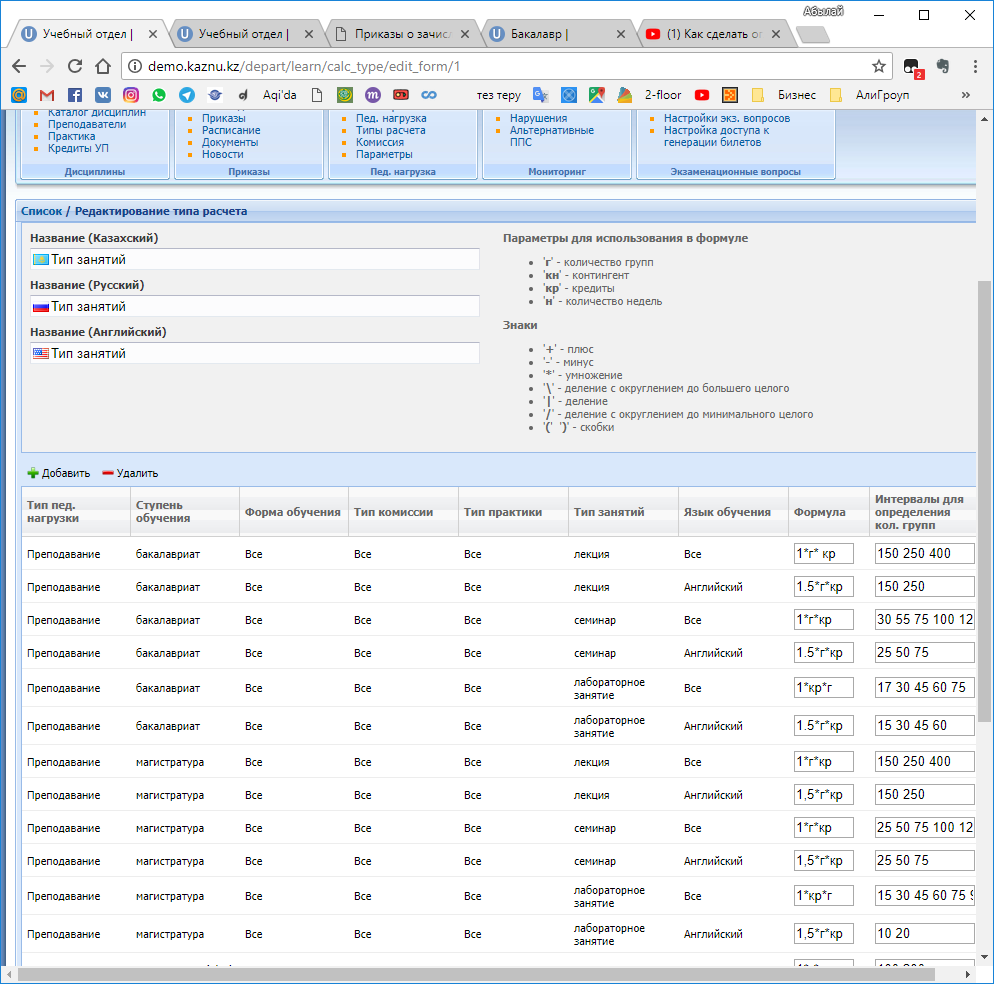 Абылай
Учебный отдел |
Учебный отдел |
Приказы о зачис
Бакалавр |
(1) Как сделать оп
demo.kaznu.kz/depart/learn/calc_type/edit_form/1
2
Aqi'da
тез теру
2-floor
Бизнес
АлиГроуп
»
Каталог дисциплин
Преподаватели
Практика
Кредиты УП
Дисциплины
Приказы
Расписание
Документы
Новости
Приказы
Пед. нагрузка
Типы расчета
Комиссия
Параметры
Пед. нагрузка
Нарушения
Альтернативные
ППС
Мониторинг
Настройки экз. вопросов
Настройка доступа к
генерации билетов
Экзаменационные вопросы
Список / Редактирование типа расчета
Название (Казахский)
Тип занятий
Название (Русский)
Тип занятий
Название (Английский)
Тип занятий
Параметры для использования в формуле
'г' - количество групп
'кн' - контингент
'кр' - кредиты
'н' - количество недель
Знаки
'+' - плюс
'-' - минус
'*' - умножение
'\' - деление с округлением до большего целого
'|' - деление
'/' - деление с округлением до минимального целого
'(' ')' - скобки
Добавить Удалить
Тип пед. нагрузки Ступень обучения Форма обучения Тип комиссии Тип практики Тип занятий Язык обучения Формула Интервалы для определения кол. групп
Преподавание бакалавриат Все Все Все лекция Все 1*г* кр 150 250 400
Преподавание бакалавриат Все Все Все лекция Английский 1.5*г*кр 150 250
Преподавание бакалавриат Все Все Все семинар Все 1*г*кр 30 55 75 100 12
Преподавание бакалавриат Все Все Все семинар Английский 1.5*г*кр 25 50 75
Преподавание бакалавриат Все Все Все лабораторное занятие Все 1*кр*г 17 30 45 60 75
Преподавание бакалавриат Все Все Все лабораторное занятие Английский 1.5*г*кр 15 30 45 60
Преподавание магистратура Все Все Все лекция Все 1*г*кр 150 250 400
Преподавание магистратура Все Все Все лекция Английский 1,5*г*кр 150 250
Преподавание магистратура Все Все Все семинар Все 1*г*кр 25 50 75 100 12
Преподавание магистратура Все Все Все семинар Английский 1,5*г*кр 25 50 75
Преподавание магистратура Все Все Все лабораторное занятие Все 1*кр*г 15 30 45 60 75 9
Преподавание магистратура Все Все Все лабораторное занятие Английский 1,5*г*кр 10 20